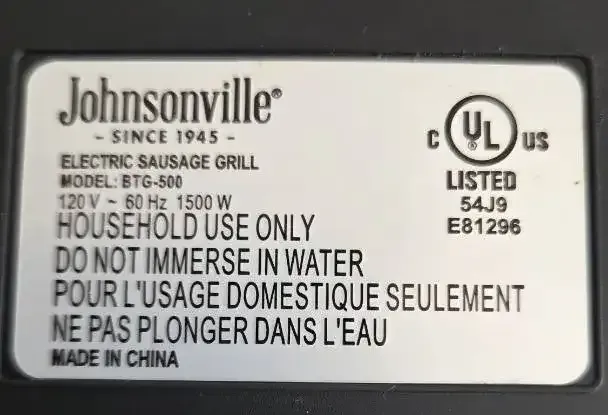 Johnsonville®
- SINCE 1945 -
ELECTRIC SAUSAGE GRILL
MODEL: BTG-500
120 V ~ 60 Hz 1500 W
HOUSEHOLD USE ONLY
DO NOT IMMERSE IN WATER
POUR L'USAGE DOMESTIQUE SEULEMENT
NE PAS PLONGER DANS L'EAU
MADE IN CHINA
C UL® US
LISTED
54J9
E81296